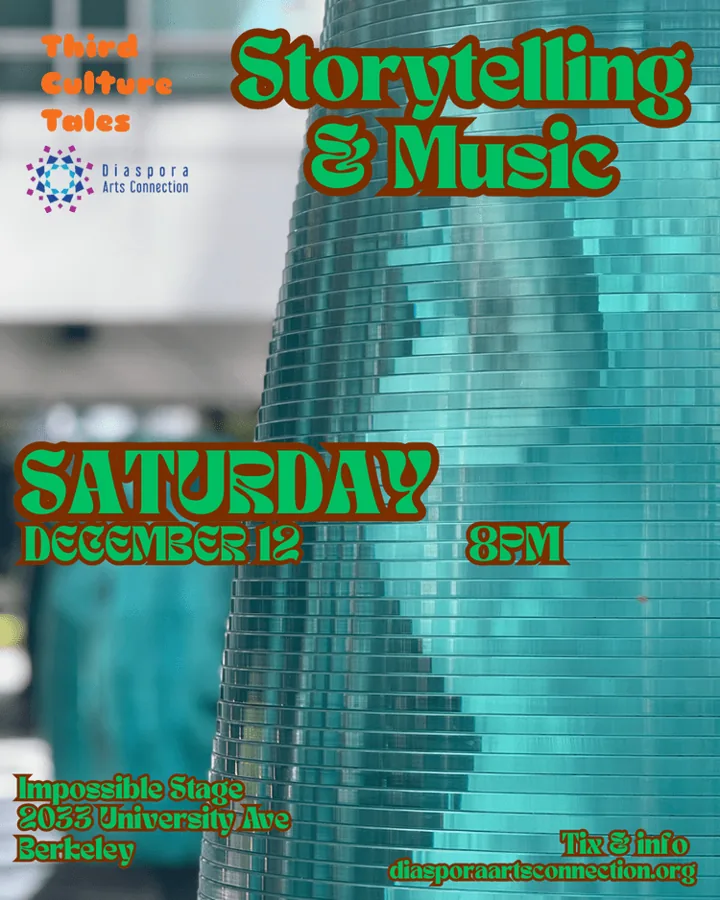 Third
Culture
Tales
Diaspora
Arts Connection
Storytelling
& Music
SATURDAY
DECEMBER 12
8PM
Impossible Stage
2033 University Ave
Berkeley
Tix & info
diasporaartsconnection.org